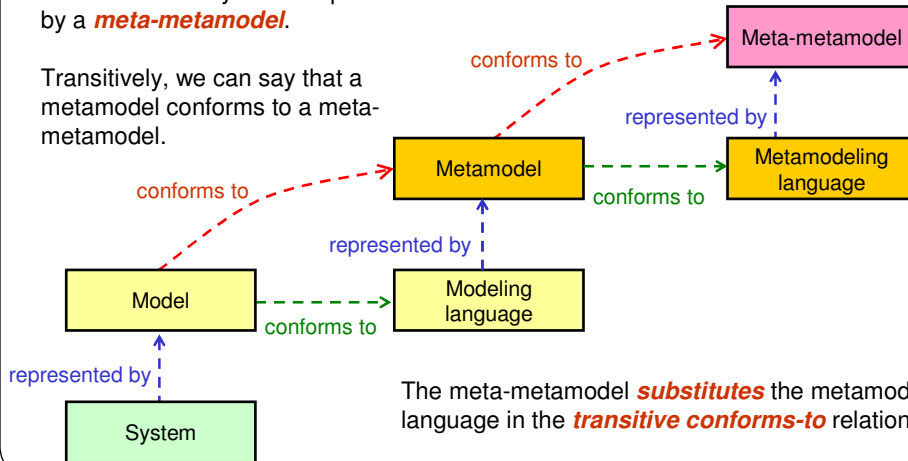 by a meta-metamodel.
Transitively, we can say that a
metamodel conforms to a meta-
metamodel.
conforms to
Meta-metamodel
represented by
Metamodel
conforms to
Metamodeling
language
conforms to
represented by
Model
conforms to
Modeling
language
represented by
System
The meta-metamodel substitutes the
language in the transitive conforms-to